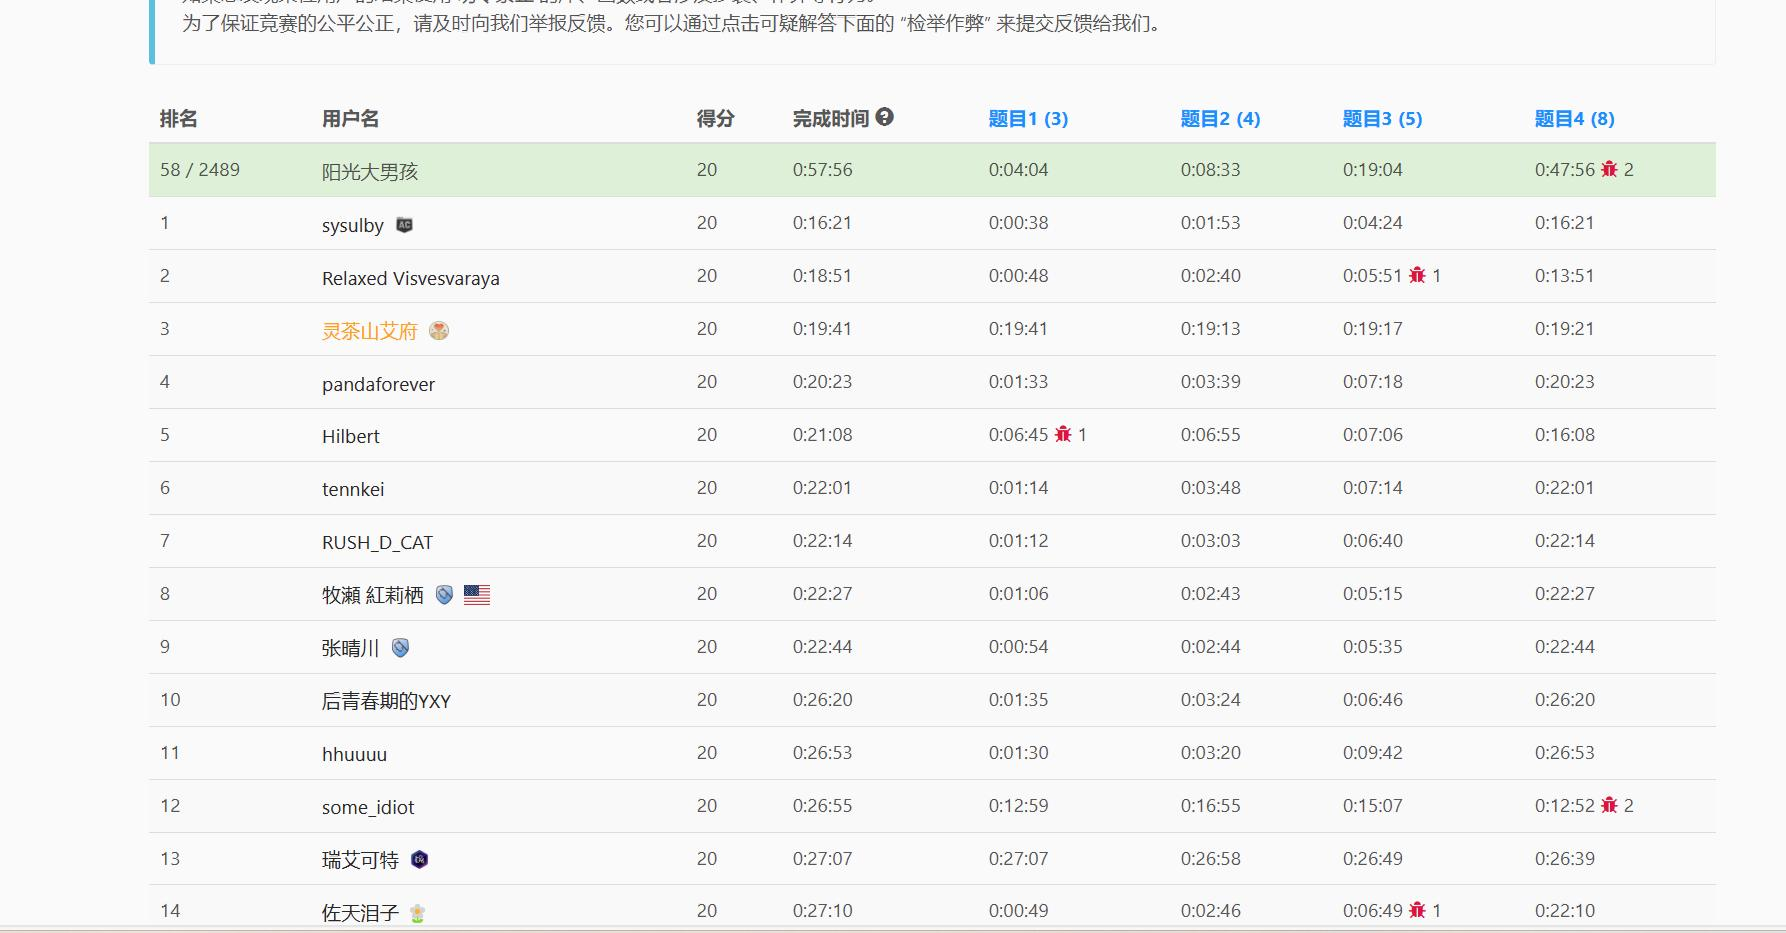 为了保证竞赛的公平公正，请及时向我们举报反馈。您可以通过点击可疑解答下面的 “检举作弊” 来提交反馈给我们。
排名 用户名 得分 完成时间 ? 题目1 (3) 题目2 (4) 题目3 (5) 题目4 (8)
58 / 2489 阳光大男孩 20 0:57:56 0:04:04 0:08:33 0:19:04 0:47:56 2
1 sysulby AC 20 0:16:21 0:00:38 0:01:53 0:04:24 0:16:21
2 Relaxed Visvesvaraya 20 0:18:51 0:00:48 0:02:40 0:05:51 1 0:13:51
3 灵茶山艾府 20 0:19:41 0:19:41 0:19:13 0:19:17 0:19:21
4 pandaforever 20 0:20:23 0:01:33 0:03:39 0:07:18 0:20:23
5 Hilbert 20 0:21:08 0:06:45 1 0:06:55 0:07:06 0:16:08
6 tennkei 20 0:22:01 0:01:14 0:03:48 0:07:14 0:22:01
7 RUSH_D_CAT 20 0:22:14 0:01:12 0:03:03 0:06:40 0:22:14
8 牧瀬 紅莉栖 20 0:22:27 0:01:06 0:02:43 0:05:15 0:22:27
9 张晴川 20 0:22:44 0:00:54 0:02:44 0:05:35 0:22:44
10 后青春期的YXY 20 0:26:20 0:01:35 0:03:24 0:06:46 0:26:20
11 hhuuuu 20 0:26:53 0:01:30 0:03:20 0:09:42 0:26:53
12 some_idiot 20 0:26:55 0:12:59 0:16:55 0:15:07 0:12:52 2
13 瑞艾可特 20 0:27:07 0:27:07 0:26:58 0:26:49 0:26:39
14 佐天泪子 20 0:27:10 0:00:49 0:02:46 0:06:49 1 0:22:10